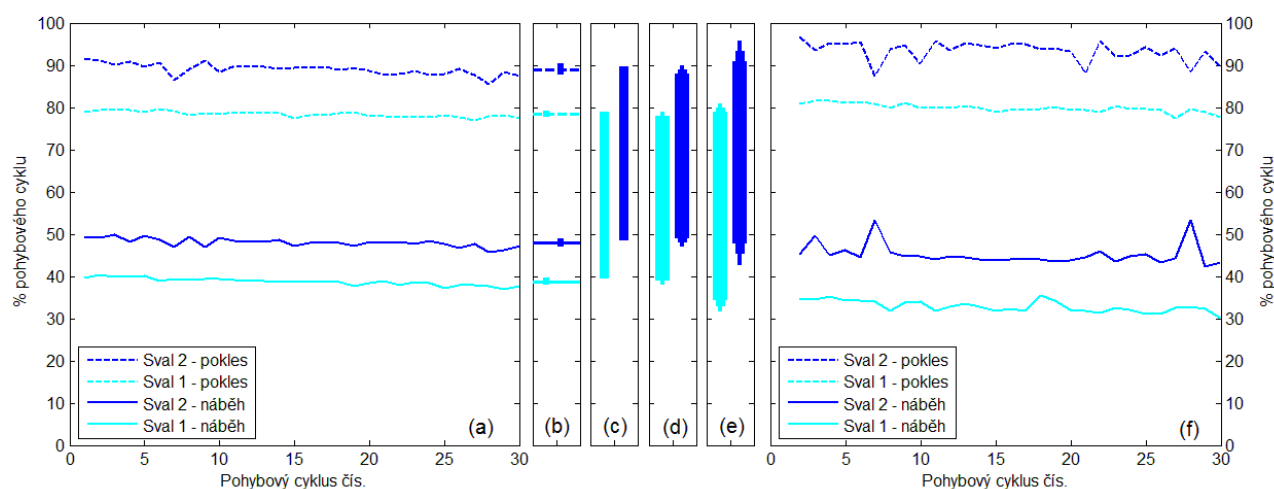 100
90
80
70
60
50
40
30
20
10
0
% pohybového cyklu
Sval 2 - pokles
Sval 1 - pokles
Sval 2 - náběh
Sval 1 - náběh
(a)
0 5 10 15 20 25 30
Pohybový cyklus čís.
(b)
(c)
(d)
(e)
Sval 2 - pokles
Sval 1 - pokles
Sval 2 - náběh
Sval 1 - náběh
(f)
0 5 10 15 20 25 30
Pohybový cyklus čís.
100
90
80
70
60
50
40
30
20
10
0
% pohybového cyklu